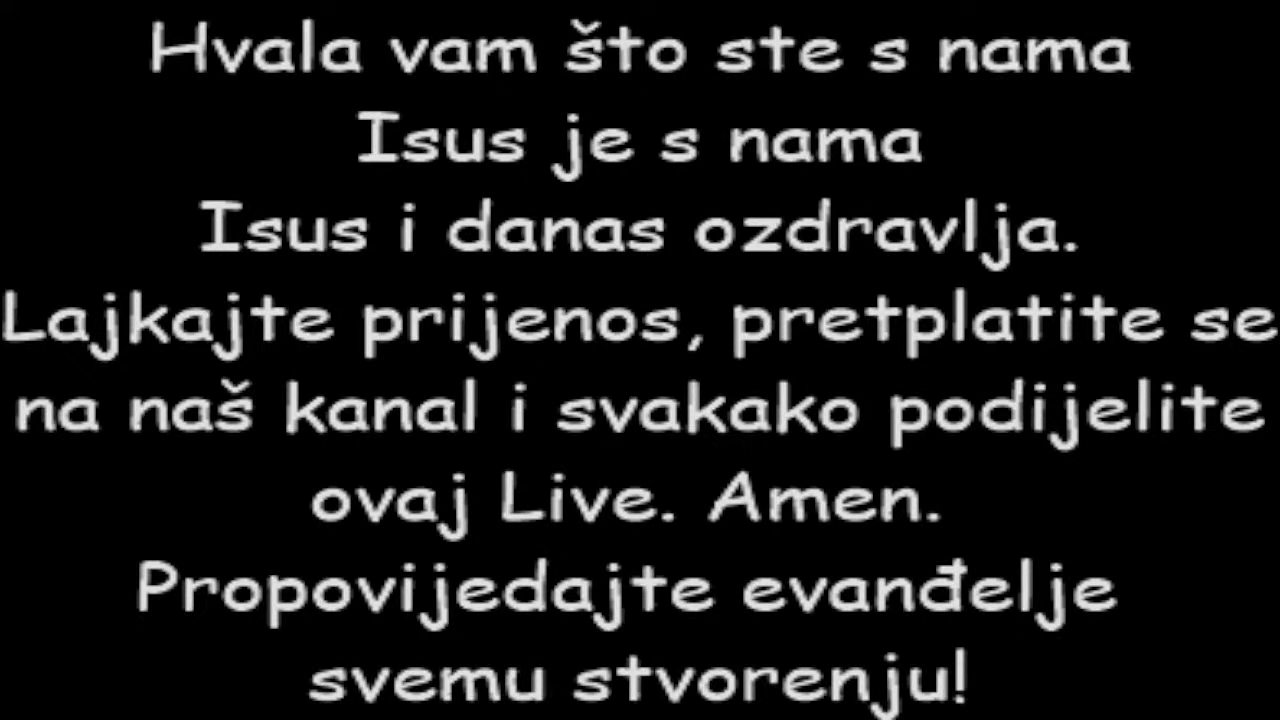 Hvala vam što ste s nama
Isus je s nama
Isus i danas ozdravlja.
Lajkajte prijenos, pretplatite se
na naš kanal i svakako podijelite
ovaj Live. Amen.
Propovijedajte evanđelje
svemu stvorenju!